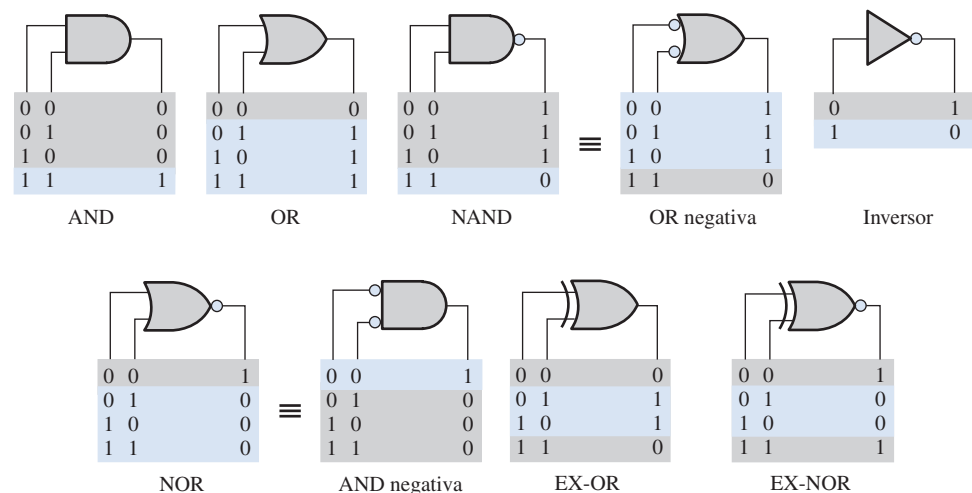 0 0 0
0 1 0
1 0 0
1 1 1
AND
0 0 0
0 1 1
1 0 1
1 1 1
OR
0 0 1
0 1 1
1 0 1
1 1 0
NAND
≡
0 0 1
0 1 1
1 0 1
1 1 0
OR negativa
0 1
1 0
Inversor
0 0 1
0 1 0
1 0 0
1 1 0
NOR
≡
0 0 1
0 1 0
1 0 0
1 1 0
AND negativa
0 0 0
0 1 1
1 0 1
1 1 0
EX-OR
0 0 1
0 1 0
1 0 0
1 1 1
EX-NOR